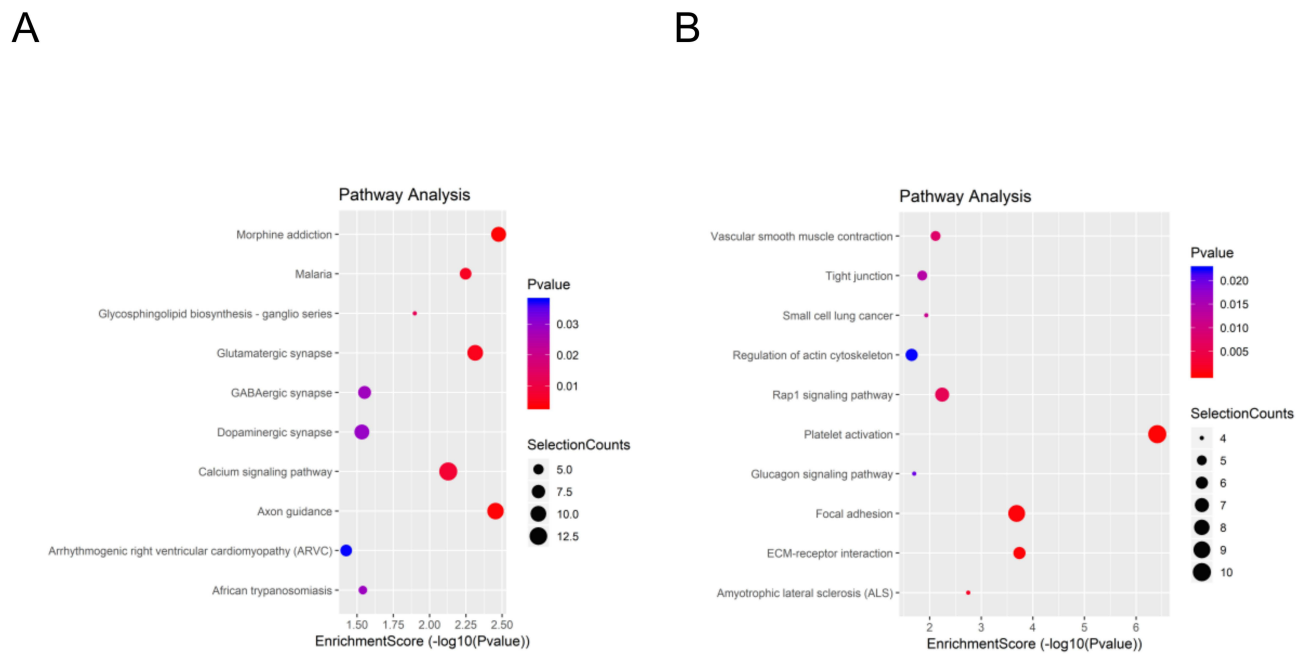 A
B
Pathway Analysis
Morphine addiction
Malaria
Glycosphingolipid biosynthesis - ganglio series
Glutamatergic synapse
GABAergic synapse
Dopaminergic synapse
Calcium signaling pathway
Axon guidance
Arrhythmogenic right ventricular cardiomyopathy (ARVC)
African trypanosomiasis
1.50 1.75 2.00 2.25 2.50
EnrichmentScore (-log10(Pvalue))
Pvalue
0.03
0.02
0.01
SelectionCounts
5.0
7.5
10.0
12.5
Pathway Analysis
Vascular smooth muscle contraction
Tight junction
Small cell lung cancer
Regulation of actin cytoskeleton
Rap1 signaling pathway
Platelet activation
Glucagon signaling pathway
Focal adhesion
ECM-receptor interaction
Amyotrophic lateral sclerosis (ALS)
2 3 4 5 6
EnrichmentScore (-log10(Pvalue))
Pvalue
0.020
0.015
0.010
0.005
SelectionCounts
4
5
6
7
8
9
10